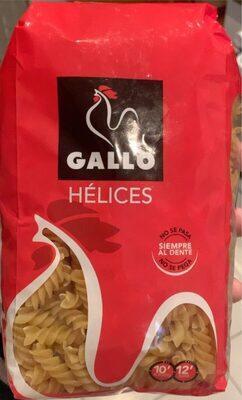 GALLO
HÉLICES
NO SE PASA
SIEMPRE
AL DENTE
NO SE PEGA
10' 12'